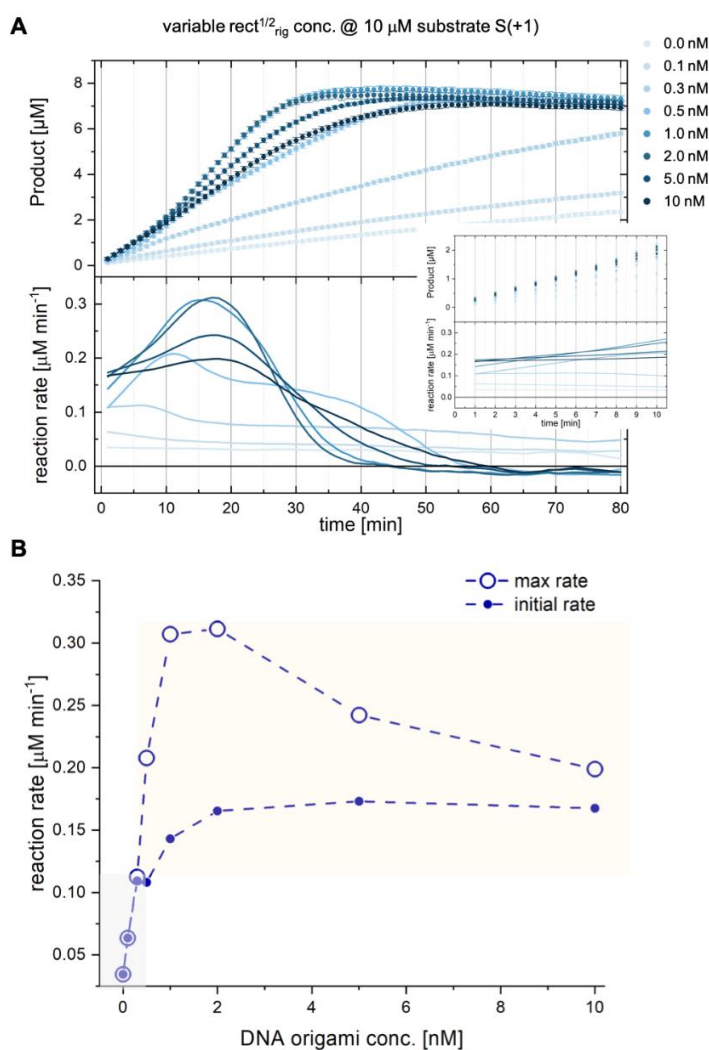 A
variable rect1/2rig conc. @ 10 μM substrate S(+1)
Product [μM]
8
6
4
2
0
0.0 nM
0.1 nM
0.3 nM
0.5 nM
1.0 nM
2.0 nM
5.0 nM
10 nM
Product [μM]
2
1
0
reaction rate [μM min-1]
0.3
0.2
0.1
0.0
0 1 2 3 4 5 6 7 8 9 10
time [min]
reaction rate [μM min-1]
0.3
0.2
0.1
0.0
0 10 20 30 40 50 60 70 80
time [min]
B
reaction rate [μM min-1]
0.35
0.30
0.25
0.20
0.15
0.10
0.05
max rate
initial rate
0 2 4 6 8 10
DNA origami conc. [nM]